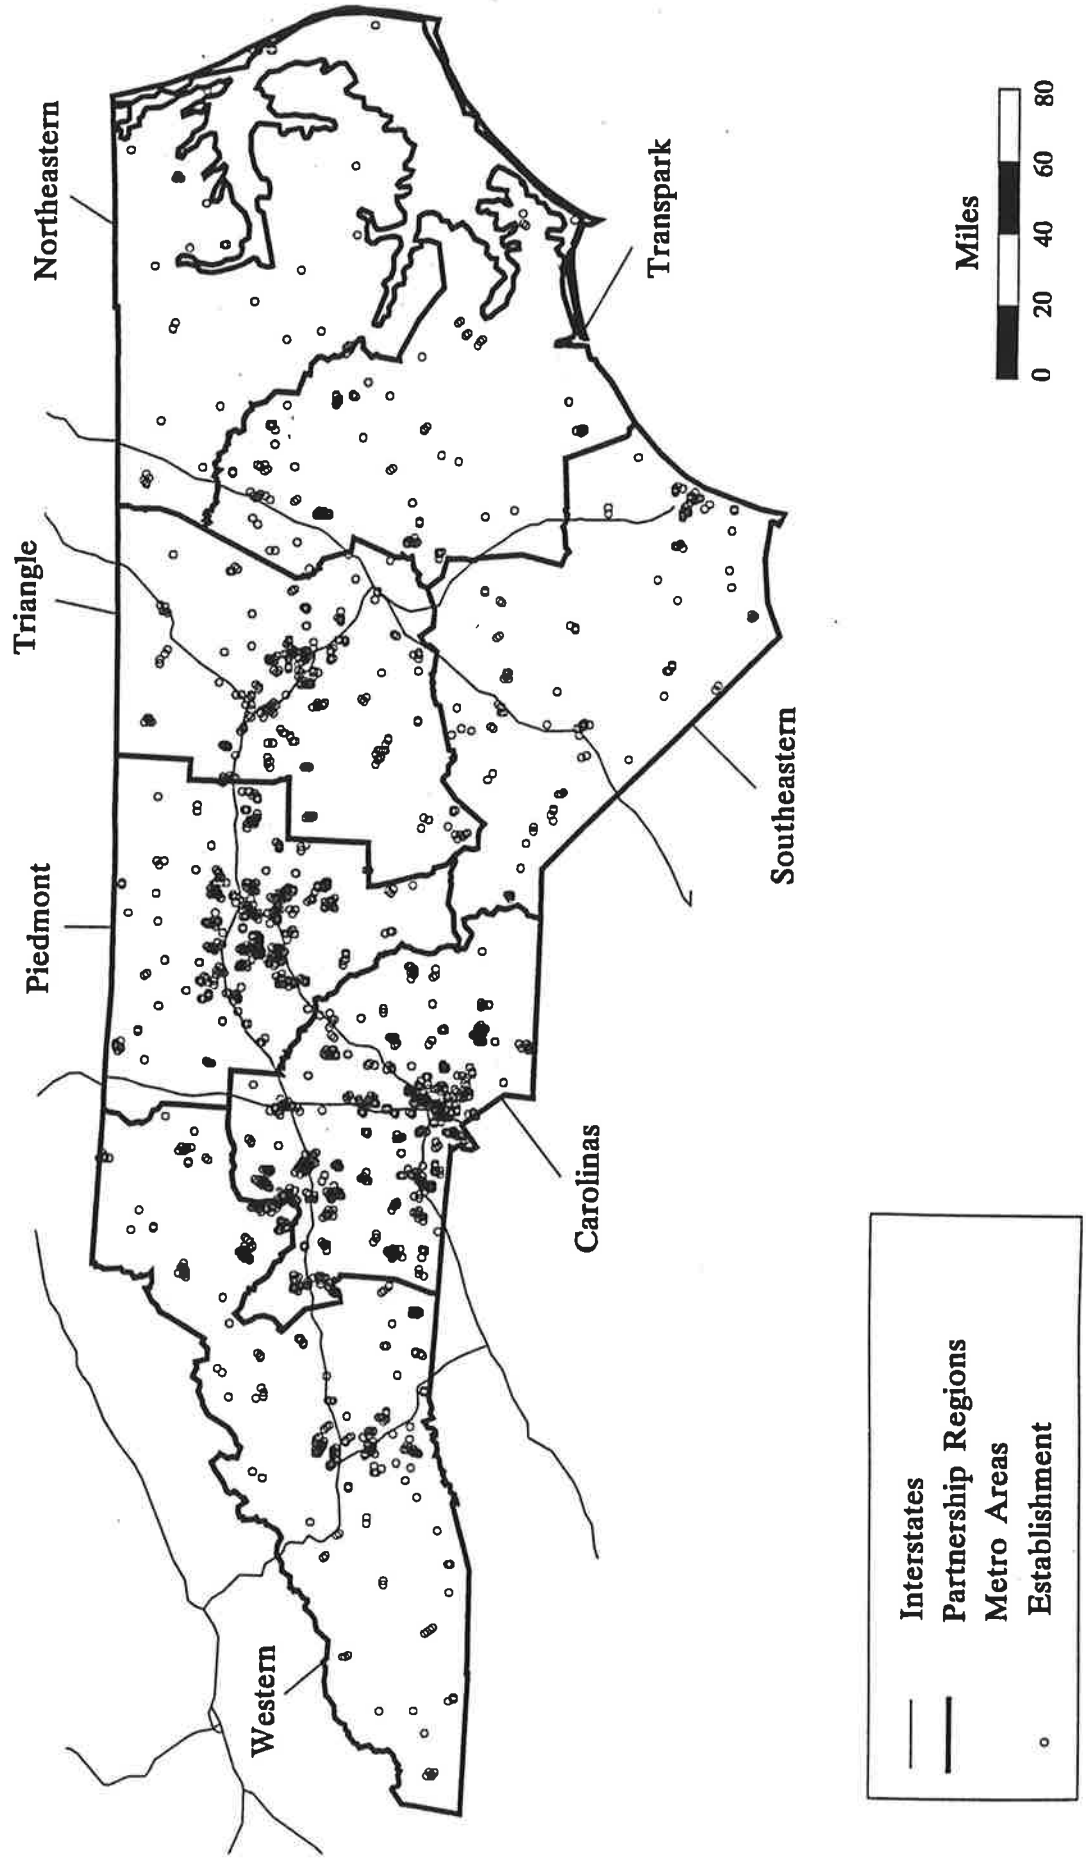 Northeastern
Triangle
Piedmont
Western
Transpark
Southeastern
Carolinas
Miles
0 20 40 60 80
Interstates
Partnership Regions
Metro Areas
Establishment